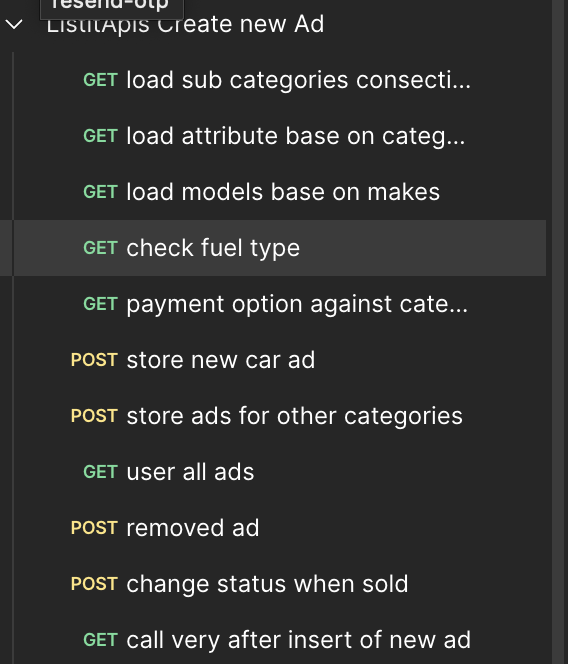 resend-otp
ListitApis Create new Ad
GET load sub categories consecti...
GET load attribute base on categ...
GET load models base on makes
GET check fuel type
GET payment option against cate...
POST store new car ad
POST store ads for other categories
GET user all ads
POST removed ad
POST change status when sold
GET call very after insert of new ad